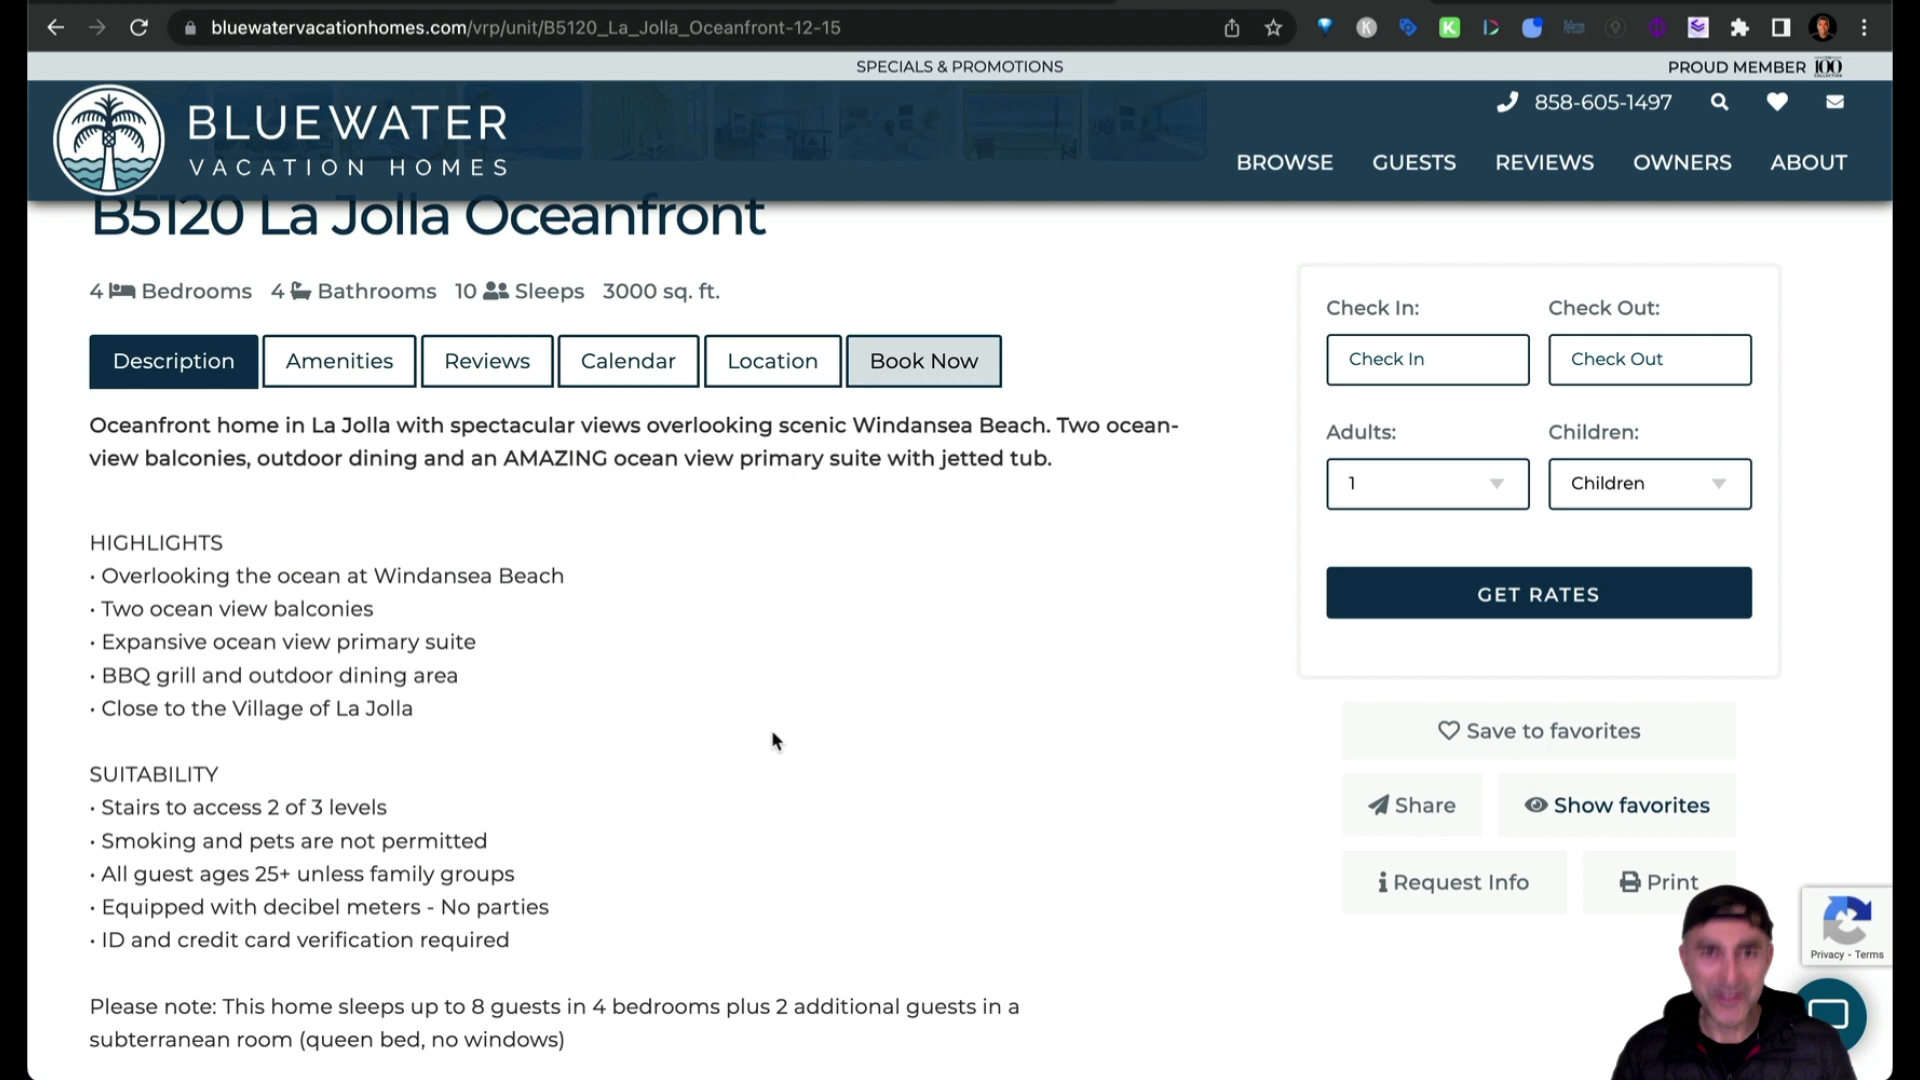 bluewatervacationhomes.com/vrp/unit/B5120_La_Jolla_Oceanfront-12-15
SPECIALS & PROMOTIONS
PROUD MEMBER 100
BLUEWATER
VACATION HOMES
858-605-1497
BROWSE GUESTS REVIEWS OWNERS ABOUT
B5120 La Jolla Oceanfront
4 Bedrooms 4 Bathrooms 10 Sleeps 3000 sq. ft.
Description Amenities Reviews Calendar Location Book Now
Oceanfront home in La Jolla with spectacular views overlooking scenic Windansea Beach. Two ocean-
view balconies, outdoor dining and an AMAZING ocean view primary suite with jetted tub.
HIGHLIGHTS
· Overlooking the ocean at Windansea Beach
· Two ocean view balconies
· Expansive ocean view primary suite
· BBQ grill and outdoor dining area
· Close to the Village of La Jolla
SUITABILITY
· Stairs to access 2 of 3 levels
· Smoking and pets are not permitted
· All guest ages 25+ unless family groups
· Equipped with decibel meters - No parties
· ID and credit card verification required
Please note: This home sleeps up to 8 guests in 4 bedrooms plus 2 additional guests in a
subterranean room (queen bed, no windows)
Check In: Check Out:
Check In Check Out
Adults: Children:
1 Children
GET RATES
Save to favorites
Share Show favorites
Request Info Print
Privacy - Terms